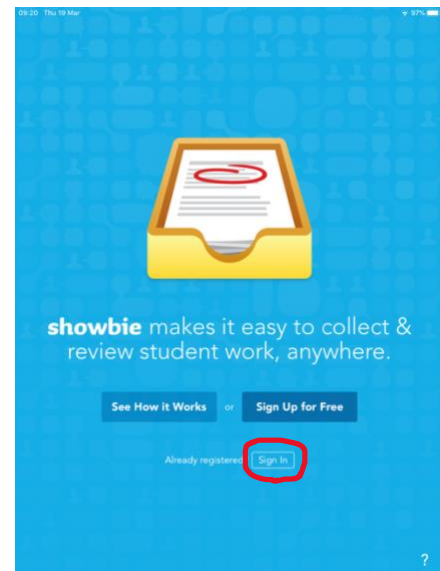 09:20 Thu 19 Mar 97%
showbie makes it easy to collect &
review student work, anywhere.
See How it Works or Sign Up for Free
Already registered Sign In
?